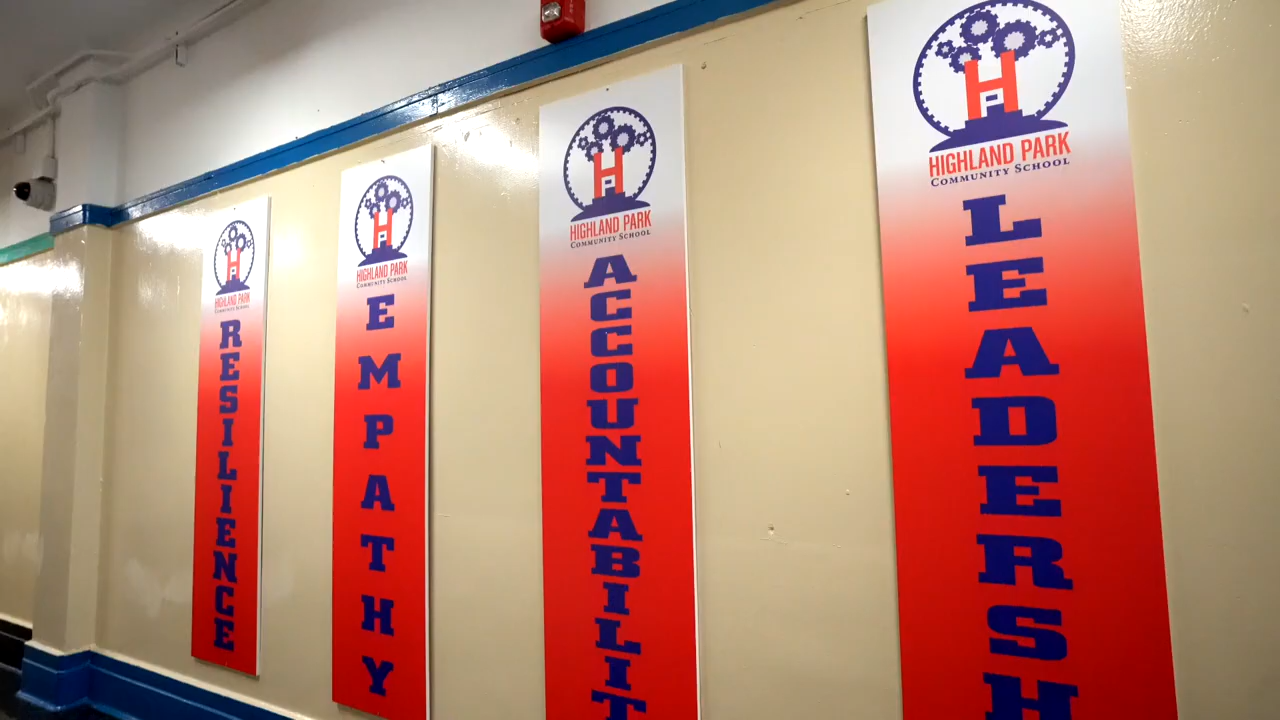 HIGHLAND PARK
COMMUNITY SCHOOL
RESILIENCE
HIGHLAND PARK
COMMUNITY SCHOOL
EMPATHY
HIGHLAND PARK
COMMUNITY SCHOOL
ACCOUNTABILIT
HP
HIGHLAND PARK
COMMUNITY SCHOOL
LEADERSH